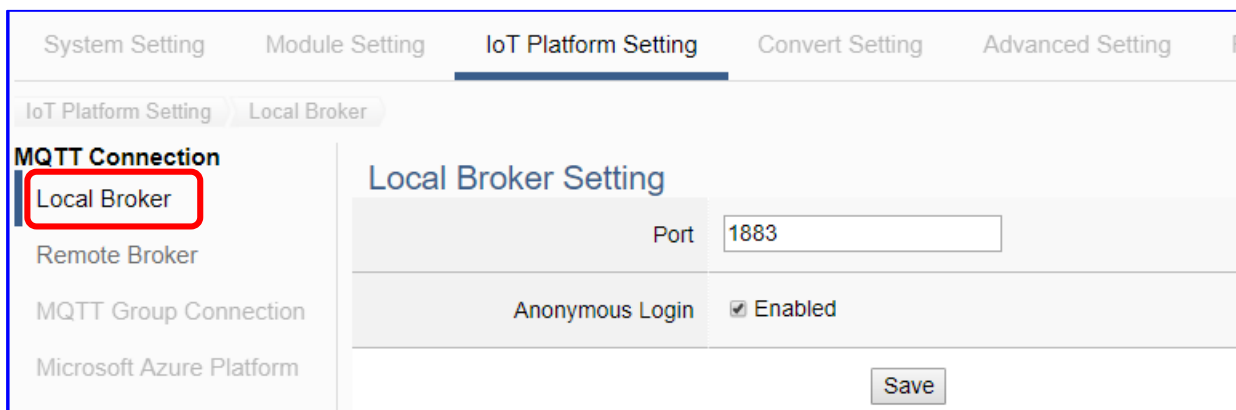 System Setting Module Setting IoT Platform Setting Convert Setting Advanced Setting
IoT Platform Setting Local Broker
MQTT Connection
Local Broker
Remote Broker
MQTT Group Connection
Microsoft Azure Platform
Local Broker Setting
Port 1883
Anonymous Login Enabled
Save